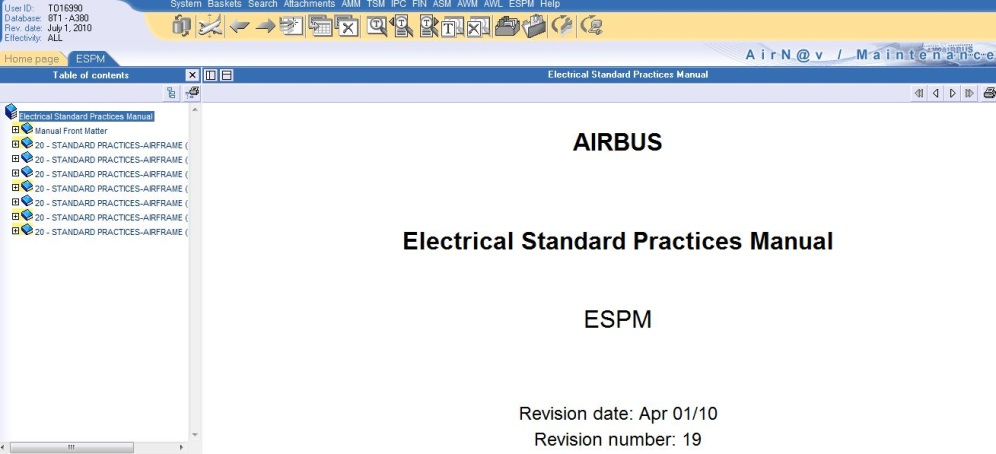 User ID: TO16990
Database: 8T1 - A380
Rev. date: July 1, 2010
Effectivity: ALL
System Baskets Search Attachments AMM TSM IPC FIN ASM AWM AWL ESPM Help
Home page ESPM
AirN@v / Maintenance
Table of contents
Electrical Standard Practices Manual
Electrical Standard Practices Manual
Manual Front Matter
20 - STANDARD PRACTICES-AIRFRAME (
20 - STANDARD PRACTICES-AIRFRAME (
20 - STANDARD PRACTICES-AIRFRAME (
20 - STANDARD PRACTICES-AIRFRAME (
20 - STANDARD PRACTICES-AIRFRAME (
20 - STANDARD PRACTICES-AIRFRAME (
20 - STANDARD PRACTICES-AIRFRAME (
AIRBUS
Electrical Standard Practices Manual
ESPM
Revision date: Apr 01/10
Revision number: 19